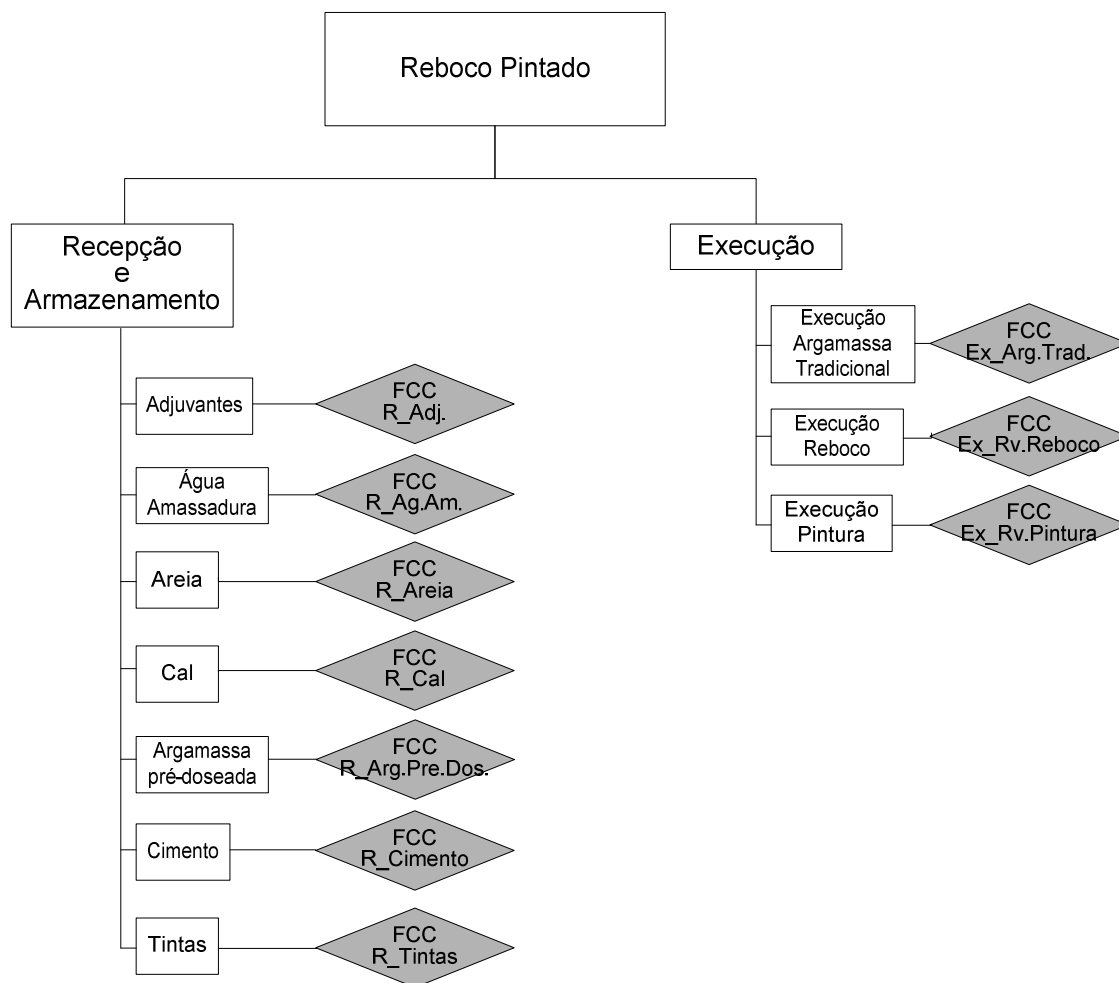 Reboco Pintado
Recepção
e
Armazenamento
Adjuvantes
FCC
R_Adj.
Água
Amassadura
FCC
R_Ag.Am.
Areia
FCC
R_Areia
Cal
FCC
R_Cal
Argamassa
pré-doseada
FCC
R_Arg.Pre.Dos.
Cimento
FCC
R_Cimento
Tintas
FCC
R_Tintas
Execução
Execução
Argamassa
Tradicional
FCC
Ex_Arg.Trad.
Execução
Reboco
FCC
Ex_Rv.Reboco
Execução
Pintura
FCC
Ex_Rv.Pintura